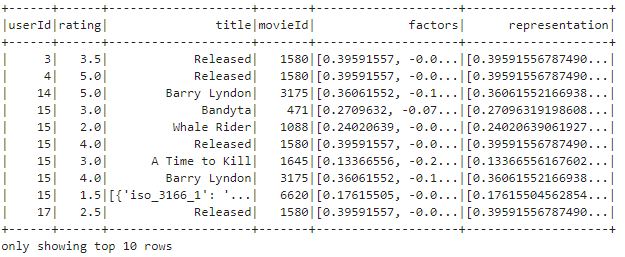 +------+------+--------------------+-------+--------------------+--------------------+
|userId|rating|               title|movieId|             factors|      representation|
+------+------+--------------------+-------+--------------------+--------------------+
|     3|   3.5|            Released|   1580|[0.39591557, -0.0...|[0.39591556787490...|
|     4|   5.0|            Released|   1580|[0.39591557, -0.0...|[0.39591556787490...|
|    14|   5.0|        Barry Lyndon|   3175|[0.36061552, -0.1...|[0.36061552166938...|
|    15|   3.0|             Bandyta|    471|[0.2709632, -0.07...|[0.27096319198608...|
|    15|   2.0|         Whale Rider|   1088|[0.24020639, -0.0...|[0.24020639061927...|
|    15|   4.0|            Released|   1580|[0.39591557, -0.0...|[0.39591556787490...|
|    15|   3.0|      A Time to Kill|   1645|[0.13366556, -0.2...|[0.13366556167602...|
|    15|   4.0|        Barry Lyndon|   3175|[0.36061552, -0.1...|[0.36061552166938...|
|    15|   1.5|[{'iso_3166_1': '...|   6620|[0.17615505, -0.0...|[0.17615504562854...|
|    17|   2.5|            Released|   1580|[0.39591557, -0.0...|[0.39591556787490...|
+------+------+--------------------+-------+--------------------+--------------------+
only showing top 10 rows